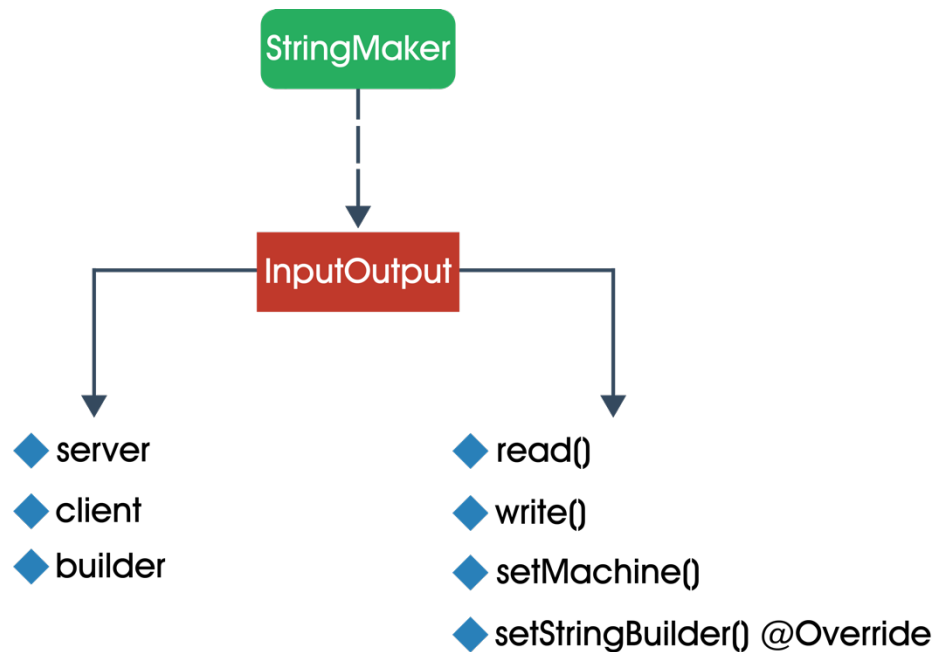 StringMaker
InputOutput
server
client
builder
read()
write()
setMachine()
setStringBuilder() @Override